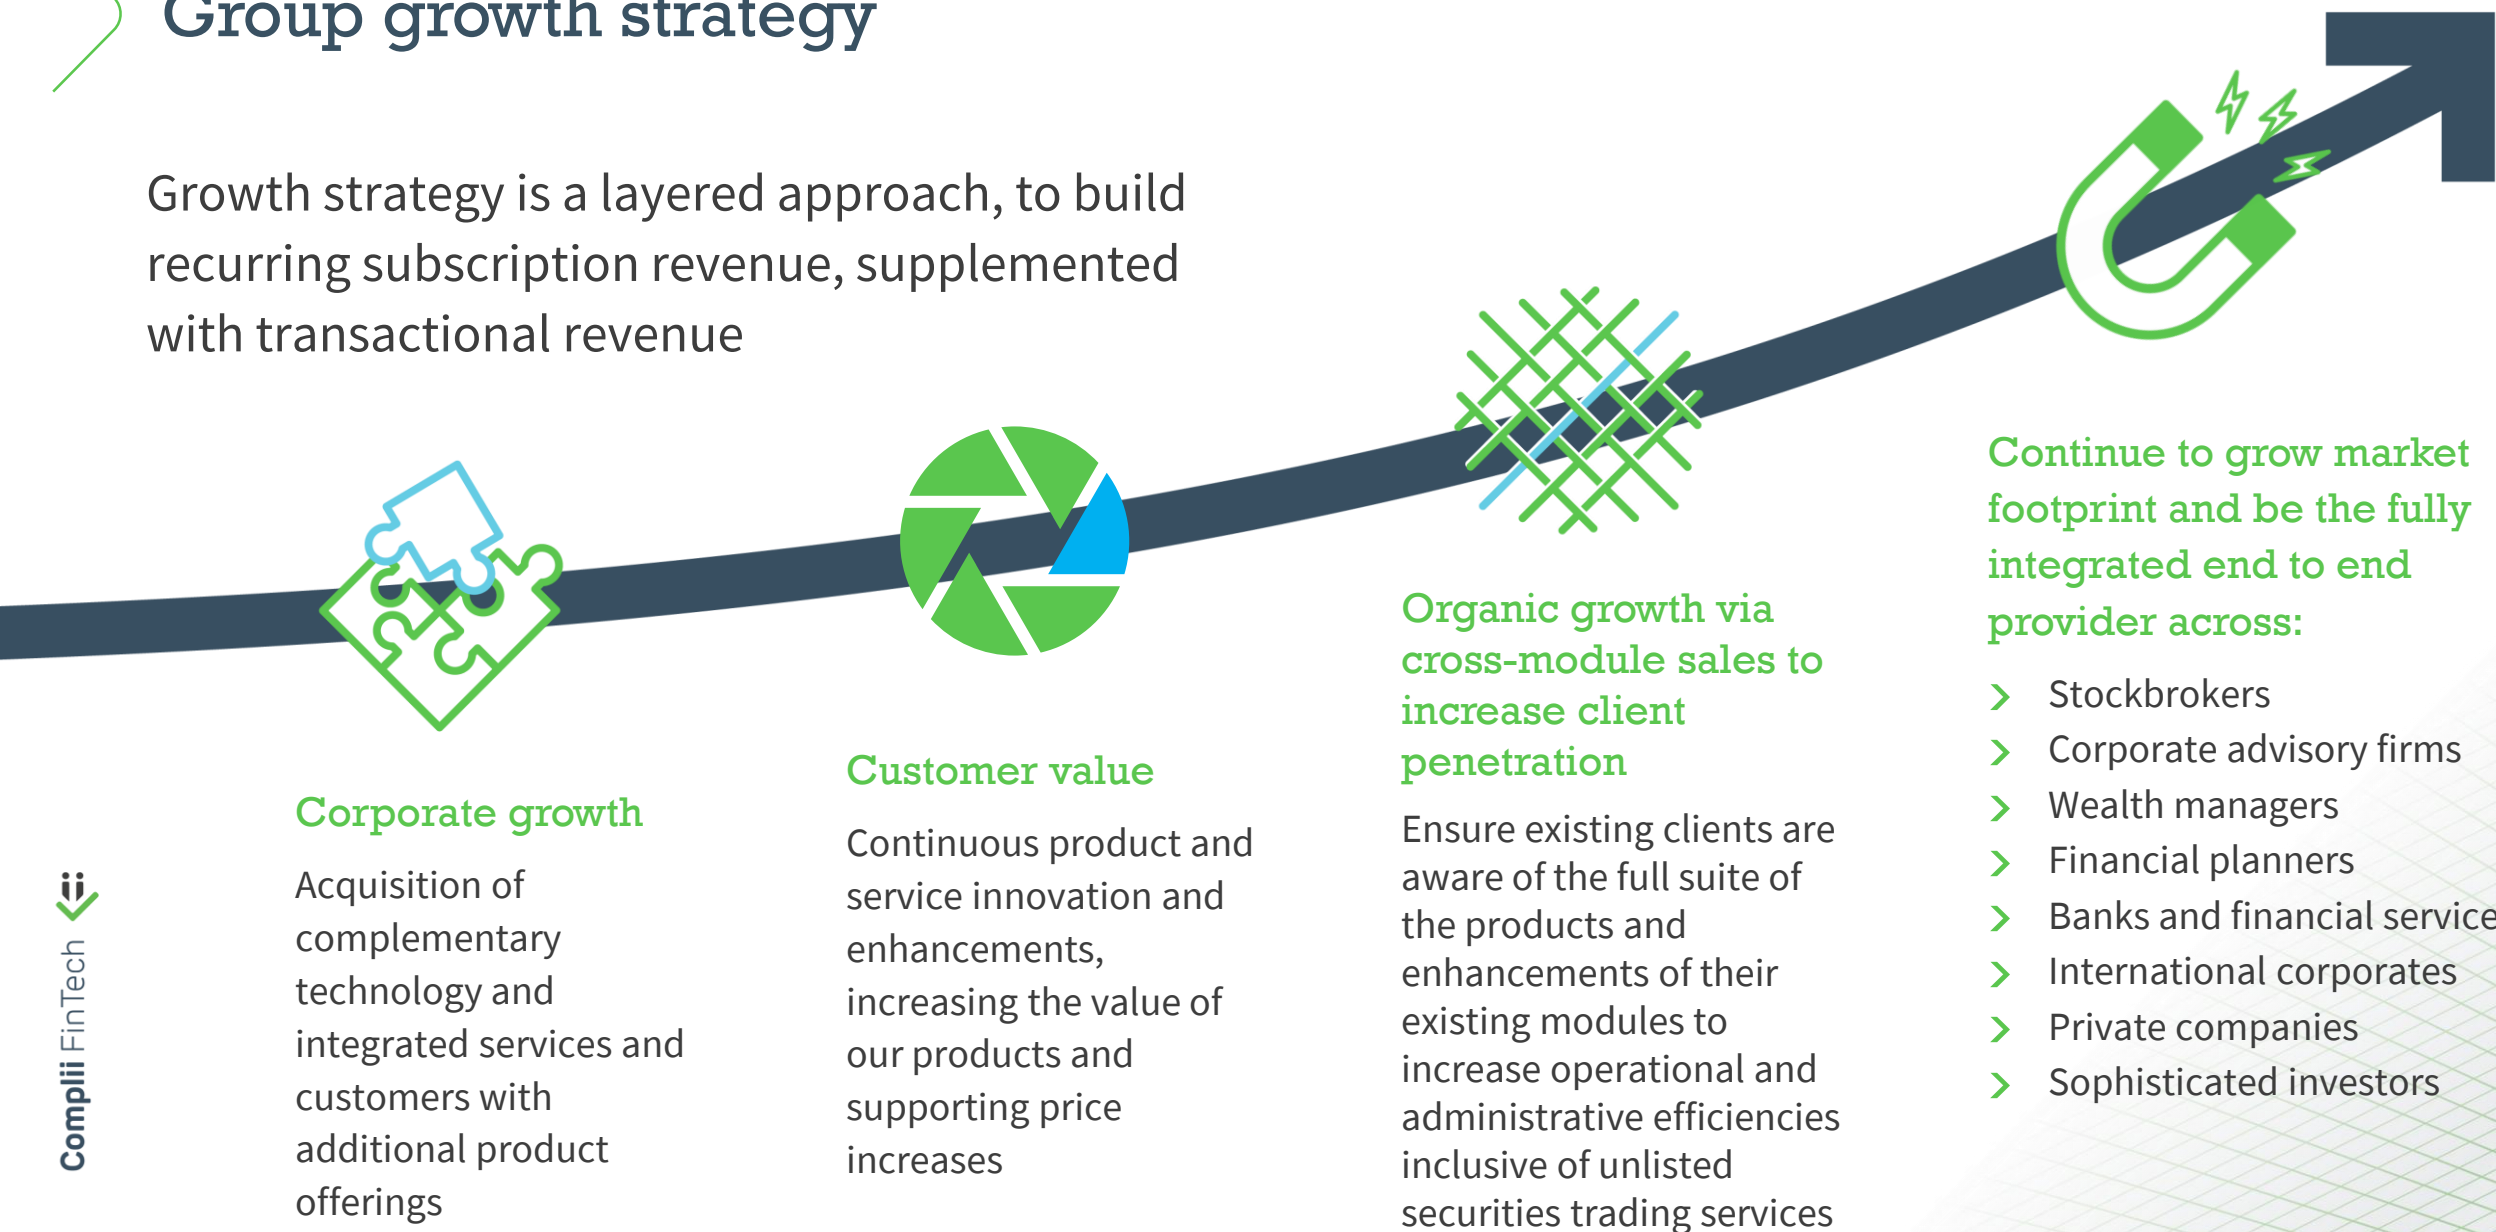 Group growth strategy
Growth strategy is a layered approach, to build
recurring subscription revenue, supplemented
with transactional revenue
Corporate growth
Acquisition of
complementary
technology and
integrated services and
customers with
additional product
offerings
Customer value
Continuous product and
service innovation and
enhancements,
increasing the value of
our products and
supporting price
increases
Organic growth via
cross-module sales to
increase client
penetration
Ensure existing clients are
aware of the full suite of
the products and
enhancements of their
existing modules to
increase operational and
administrative efficiencies
inclusive of unlisted
securities trading services
Continue to grow market
footprint and be the fully
integrated end to end
provider across:
Stockbrokers
Corporate advisory firms
Wealth managers
Financial planners
Banks and financial service
International corporates
Private companies
Sophisticated investors
Complii FinTech